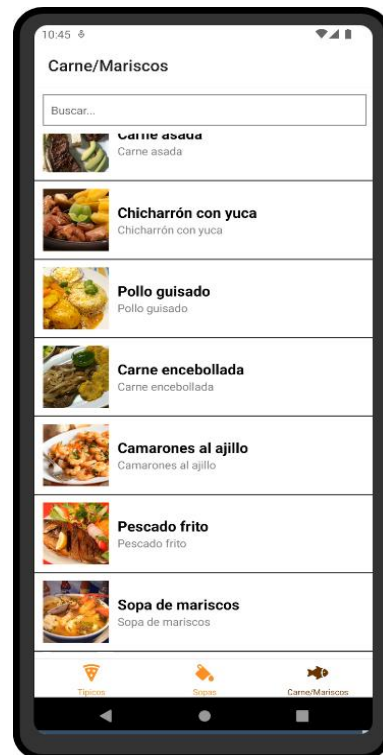 10:45
Carne/Mariscos
Buscar...
Carne asada
Carne asada
Chicharrón con yuca
Chicharrón con yuca
Pollo guisado
Pollo guisado
Carne encebollada
Carne encebollada
Camarones al ajillo
Camarones al ajillo
Pescado frito
Pescado frito
Sopa de mariscos
Sopa de mariscos
Típicos Sopas Carne/Mariscos